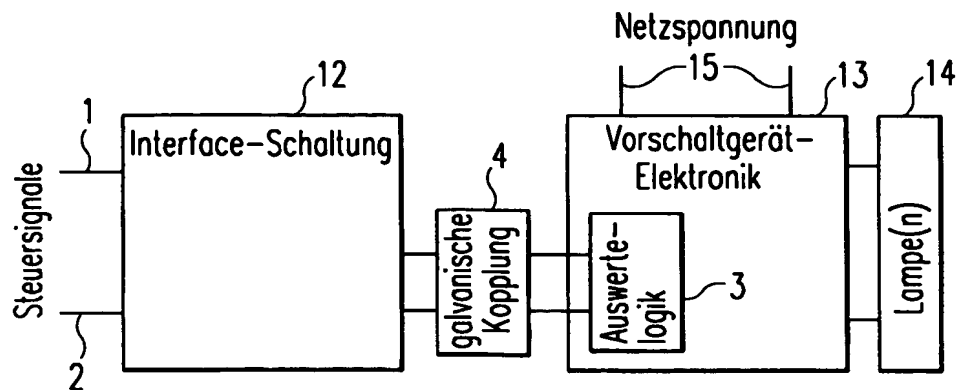 Netzspannung
15
12
13
14
1
Interface-Schaltung
Vorschaltgerät-
Elektronik
Steuersignale
4
galvanische
Kopplung
Auswerte-
logik
3
Lampe(n)
2